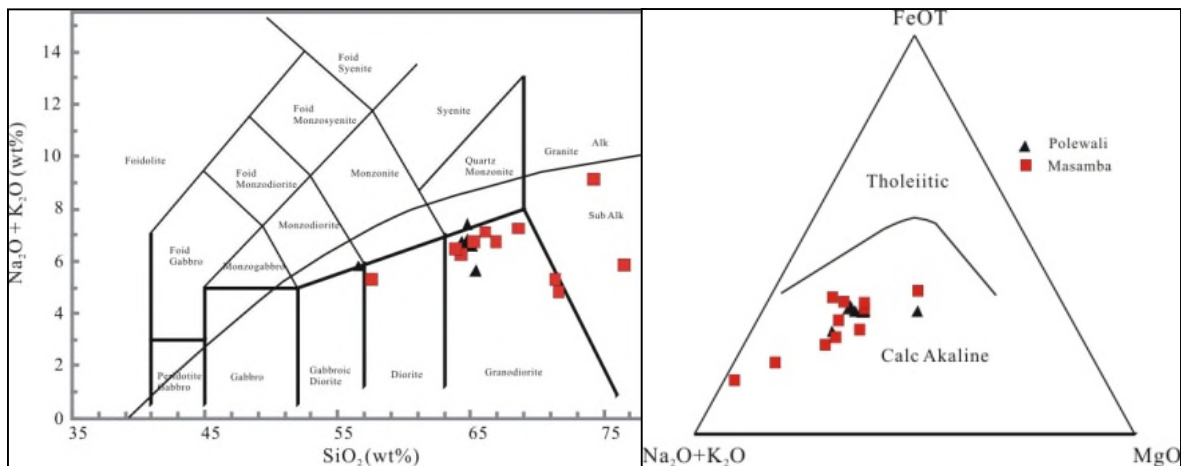 14
12
10
8
6
4
2
0
Na₂O + K₂O (wt%)
Foid
Syenite
Foid
Monzosyenite
Syenite
Foidolite
Foid
Monzodiorite
Monzonite
Quartz
Monzonite
Granite
Alk
Sub Alk
Monzodiorite
Foid
Gabbro
Monzogabbro
Peridotite
Gabbro
Gabbro
Gabbroic
Diorite
Diorite
Granodiorite
35
45
55
65
75
SiO₂ (wt%)
FeOT
Polewali
Masamba
Tholeiitic
Calc Akaline
Na₂O+K₂O
MgO